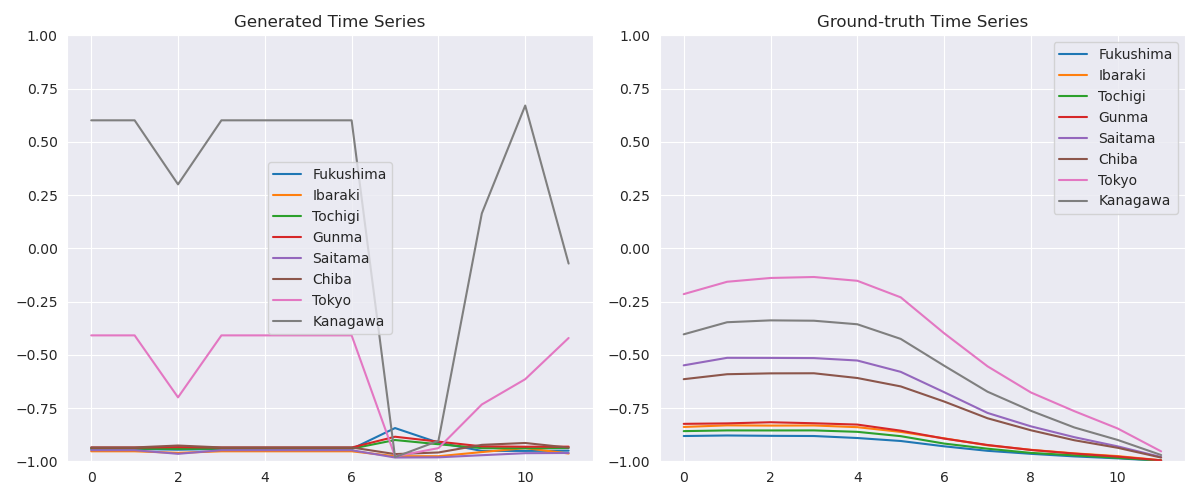 Generated Time Series
1.00
0.75
0.50
0.25
0.00
−0.25
−0.50
−0.75
−1.00
0 2 4 6 8 10
Fukushima
Ibaraki
Tochigi
Gunma
Saitama
Chiba
Tokyo
Kanagawa
Ground-truth Time Series
1.00
0.75
0.50
0.25
0.00
−0.25
−0.50
−0.75
−1.00
0 2 4 6 8 10
Fukushima
Ibaraki
Tochigi
Gunma
Saitama
Chiba
Tokyo
Kanagawa